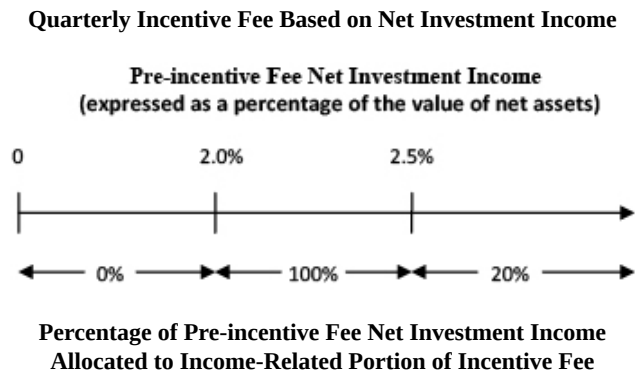 Quarterly Incentive Fee Based on Net Investment Income
Pre-incentive Fee Net Investment Income
(expressed as a percentage of the value of net assets)
0 2.0% 2.5%
0% 100% 20%
Percentage of Pre-incentive Fee Net Investment Income
Allocated to Income-Related Portion of Incentive Fee